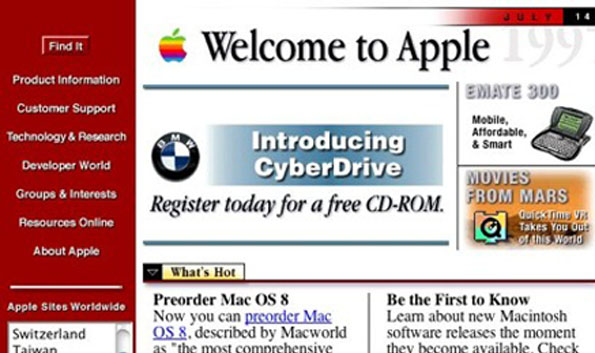 JULY 14
1997
Find It
Product Information
Customer Support
Technology & Research
Developer World
Groups & Interests
Resources Online
About Apple
Apple Sites Worldwide
Switzerland
Taiwan
Welcome to Apple
BMW
Introducing
CyberDrive
Register today for a free CD-ROM.
EMATE 300
Mobile,
Affordable,
& Smart
MOVIES
FROM MARS
QuickTime VR
Takes You Out
of this World
What's Hot
Preorder Mac OS 8
Now you can preorder Mac
OS 8, described by Macworld
as "the most comprehensive
Be the First to Know
Learn about new Macintosh
software releases the moment
they become available. Check